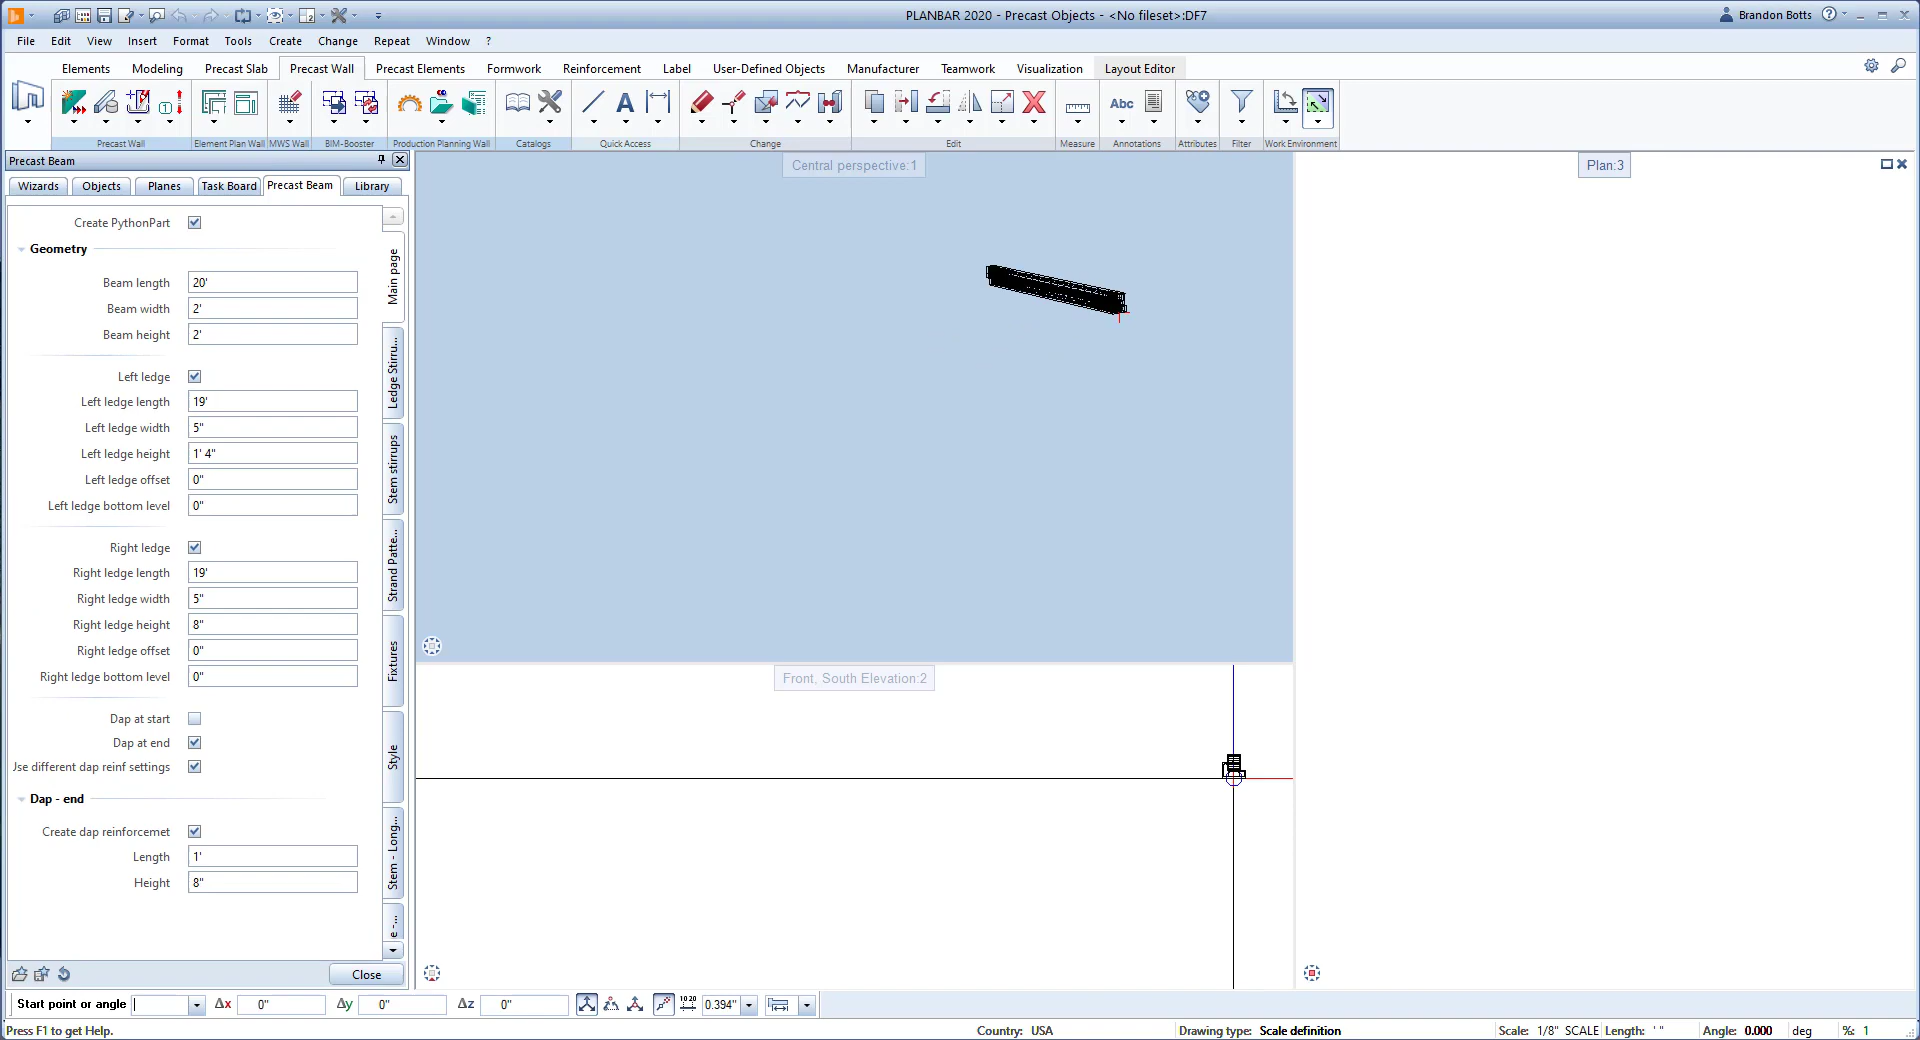 PLANBAR 2020 - Precast Objects - <No fileset>:DF7
Brandon Botts
File Edit View Insert Format Tools Create Change Repeat Window ?
Elements Modeling Precast Slab Precast Wall Precast Elements Formwork Reinforcement Label User-Defined Objects Manufacturer Teamwork Visualization Layout Editor
Abc
Precast Wall Element Plan Wall MWS Wall BIM-Booster Production Planning Wall Catalogs Quick Access Change Edit Measure Annotations Attributes Filter Work Environment
Precast Beam
Wizards Objects Planes Task Board Precast Beam Library
Create PythonPart
Geometry
Beam length 20'
Beam width 2'
Beam height 2'
Left ledge
Left ledge length 19'
Left ledge width 5"
Left ledge height 1' 4"
Left ledge offset 0"
Left ledge bottom level 0"
Right ledge
Right ledge length 19'
Right ledge width 5"
Right ledge height 8"
Right ledge offset 0"
Right ledge bottom level 0"
Dap at start
Dap at end
Jse different dap reinf settings
Dap - end
Create dap reinforcemet
Length 1'
Height 8"
Close
Main page
Ledge Stirru...
Stem stirrups
Strand Patte...
Fixtures
Style
Stem - Long...
e -...
Central perspective:1
Plan:3
Front, South Elevation:2
Start point or angle Δx 0" Δy 0" Δz 0" 10 20 0.394"
Press F1 to get Help. Country: USA Drawing type: Scale definition Scale: 1/8" SCALE Length: ' " Angle: 0.000 deg %: 1